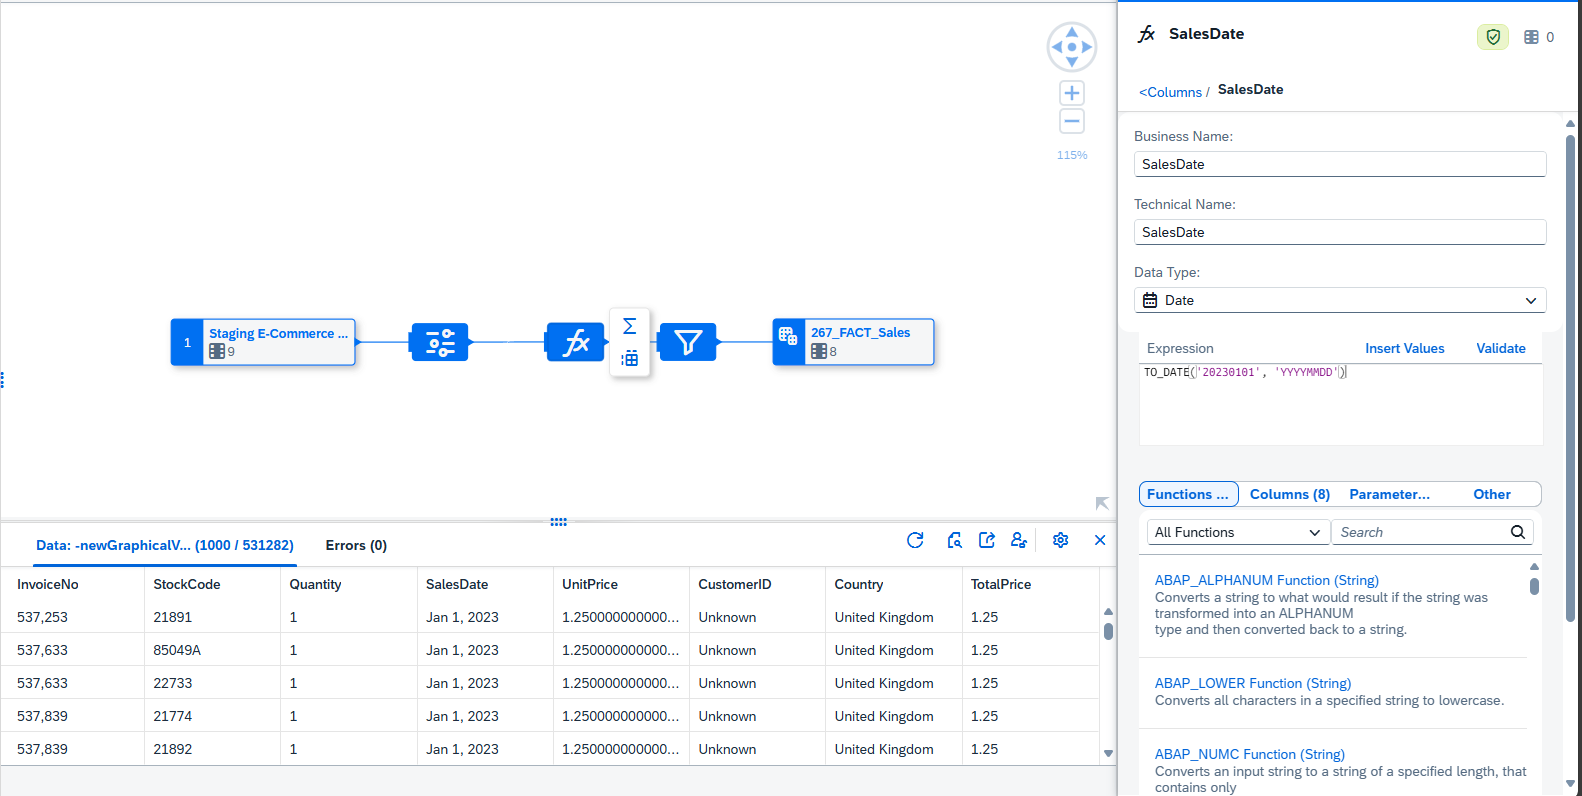 115%
1
Staging E-Commerce ...
9
fx
Σ
267_FACT_Sales
8
Data: -newGraphicalV... (1000 / 531282)
Errors (0)
InvoiceNo StockCode Quantity SalesDate UnitPrice CustomerID Country TotalPrice
537,253 21891 1 Jan 1, 2023 1.250000000000... Unknown United Kingdom 1.25
537,633 85049A 1 Jan 1, 2023 1.250000000000... Unknown United Kingdom 1.25
537,633 22733 1 Jan 1, 2023 1.250000000000... Unknown United Kingdom 1.25
537,839 21774 1 Jan 1, 2023 1.250000000000... Unknown United Kingdom 1.25
537,839 21892 1 Jan 1, 2023 1.250000000000... Unknown United Kingdom 1.25
fx SalesDate
0
<Columns / SalesDate
Business Name:
SalesDate
Technical Name:
SalesDate
Data Type:
Date
Expression Insert Values Validate
TO_DATE('20230101', 'YYYYMMDD')
Functions ... Columns (8) Parameter... Other
All Functions Search
ABAP_ALPHANUM Function (String)
Converts a string to what would result if the string was
transformed into an ALPHANUM
type and then converted back to a string.
ABAP_LOWER Function (String)
Converts all characters in a specified string to lowercase.
ABAP_NUMC Function (String)
Converts an input string to a string of a specified length, that
contains only